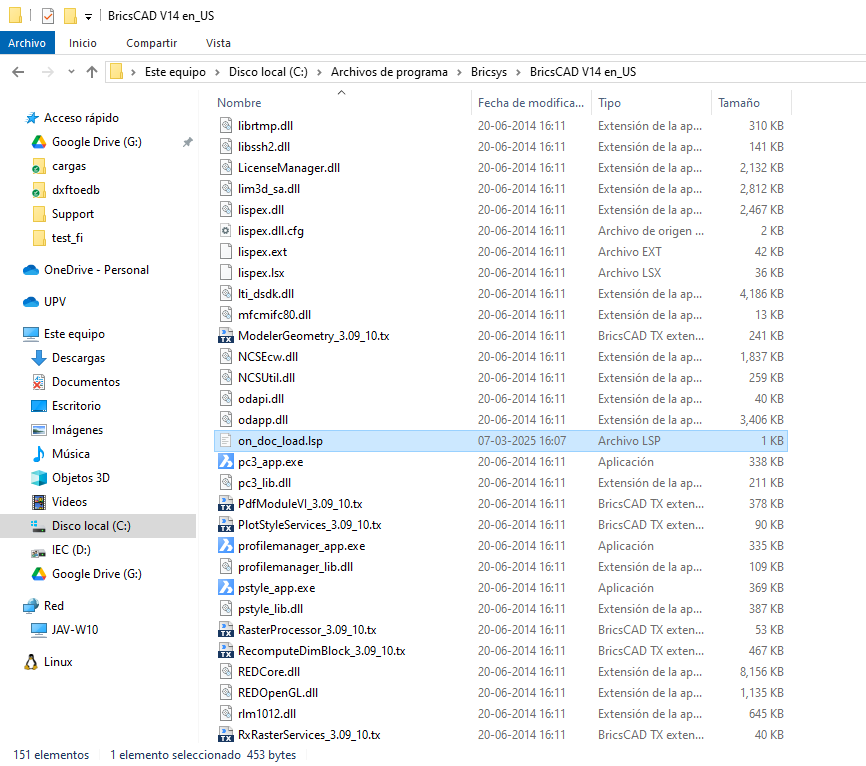 BricsCAD V14 en_US
Archivo Inicio Compartir Vista
Este equipo > Disco local (C:) > Archivos de programa > Bricsys > BricsCAD V14 en_US
Nombre Fecha de modifica... Tipo Tamaño
Acceso rápido
Google Drive (G:)
cargas
dxftoedb
Support
test_fi
OneDrive - Personal
UPV
Este equipo
Descargas
Documentos
Escritorio
Imágenes
Música
Objetos 3D
Videos
Disco local (C:)
IEC (D:)
Google Drive (G:)
Red
JAV-W10
Linux
librtmp.dll 20-06-2014 16:11 Extensión de la ap... 310 KB
libssh2.dll 20-06-2014 16:11 Extensión de la ap... 141 KB
LicenseManager.dll 20-06-2014 16:11 Extensión de la ap... 2,132 KB
lim3d_sa.dll 20-06-2014 16:11 Extensión de la ap... 2,812 KB
lispex.dll 20-06-2014 16:11 Extensión de la ap... 2,467 KB
lispex.dll.cfg 20-06-2014 16:11 Archivo de origen ... 2 KB
lispex.ext 20-06-2014 16:11 Archivo EXT 42 KB
lispex.lsx 20-06-2014 16:11 Archivo LSX 36 KB
lti_dsdk.dll 20-06-2014 16:11 Extensión de la ap... 4,186 KB
mfcmifc80.dll 20-06-2014 16:11 Extensión de la ap... 13 KB
ModelerGeometry_3.09_10.tx 20-06-2014 16:11 BricsCAD TX exten... 241 KB
NCSEcw.dll 20-06-2014 16:11 Extensión de la ap... 1,837 KB
NCSUtil.dll 20-06-2014 16:11 Extensión de la ap... 259 KB
odapi.dll 20-06-2014 16:11 Extensión de la ap... 40 KB
odapp.dll 20-06-2014 16:11 Extensión de la ap... 3,406 KB
on_doc_load.lsp 07-03-2025 16:07 Archivo LSP 1 KB
pc3_app.exe 20-06-2014 16:11 Aplicación 338 KB
pc3_lib.dll 20-06-2014 16:11 Extensión de la ap... 211 KB
PdfModuleVI_3.09_10.tx 20-06-2014 16:11 BricsCAD TX exten... 378 KB
PlotStyleServices_3.09_10.tx 20-06-2014 16:11 BricsCAD TX exten... 90 KB
profilemanager_app.exe 20-06-2014 16:11 Aplicación 335 KB
profilemanager_lib.dll 20-06-2014 16:11 Extensión de la ap... 109 KB
pstyle_app.exe 20-06-2014 16:11 Aplicación 369 KB
pstyle_lib.dll 20-06-2014 16:11 Extensión de la ap... 387 KB
RasterProcessor_3.09_10.tx 20-06-2014 16:11 BricsCAD TX exten... 53 KB
RecomputeDimBlock_3.09_10.tx 20-06-2014 16:11 BricsCAD TX exten... 467 KB
REDCore.dll 20-06-2014 16:11 Extensión de la ap... 8,156 KB
REDOpenGL.dll 20-06-2014 16:11 Extensión de la ap... 1,135 KB
rlm1012.dll 20-06-2014 16:11 Extensión de la ap... 645 KB
RxRasterServices_3.09_10.tx 20-06-2014 16:11 BricsCAD TX exten... 40 KB
151 elementos 1 elemento seleccionado 453 bytes